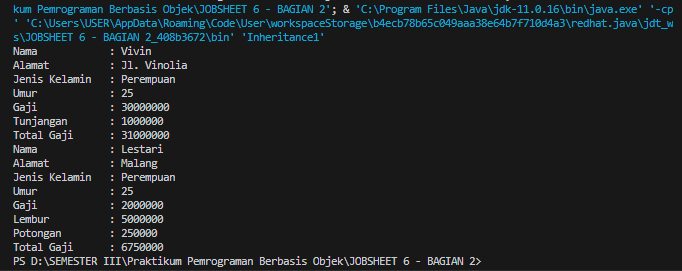 kum Pemrograman Berbasis Objek\JOBSHEET 6 - BAGIAN 2'; & 'C:\Program Files\Java\jdk-11.0.16\bin\java.exe' '-cp
' 'C:\Users\USER\AppData\Roaming\Code\User\workspaceStorage\b4ecb78b65c049aaa38e64b7f710d4a3\redhat.java\jdt_w
s\JOBSHEET 6 - BAGIAN 2_408b3672\bin' 'Inheritance1'
Nama : Vivin
Alamat : Jl. Vinolia
Jenis Kelamin : Perempuan
Umur : 25
Gaji : 30000000
Tunjangan : 1000000
Total Gaji : 31000000
Nama : Lestari
Alamat : Malang
Jenis Kelamin : Perempuan
Umur : 25
Gaji : 2000000
Lembur : 5000000
Potongan : 250000
Total Gaji : 6750000
PS D:\SEMESTER III\Praktikum Pemrograman Berbasis Objek\JOBSHEET 6 - BAGIAN 2>